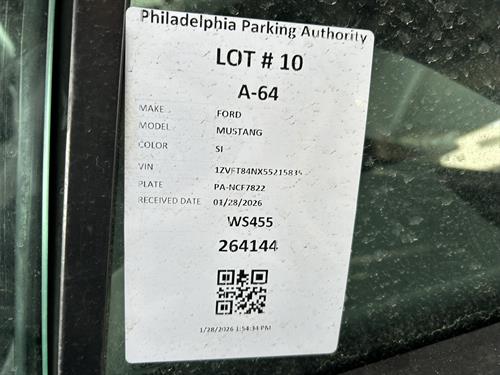 Philadelphia Parking Authority
LOT # 10
A-64
MAKE FORD
MODEL MUSTANG
COLOR SI
VIN 1ZVFT84NX55215835
PLATE PA-NCF7822
RECEIVED DATE 01/28/2026
WS455
264144
1/28/2026 1:54:34 PM